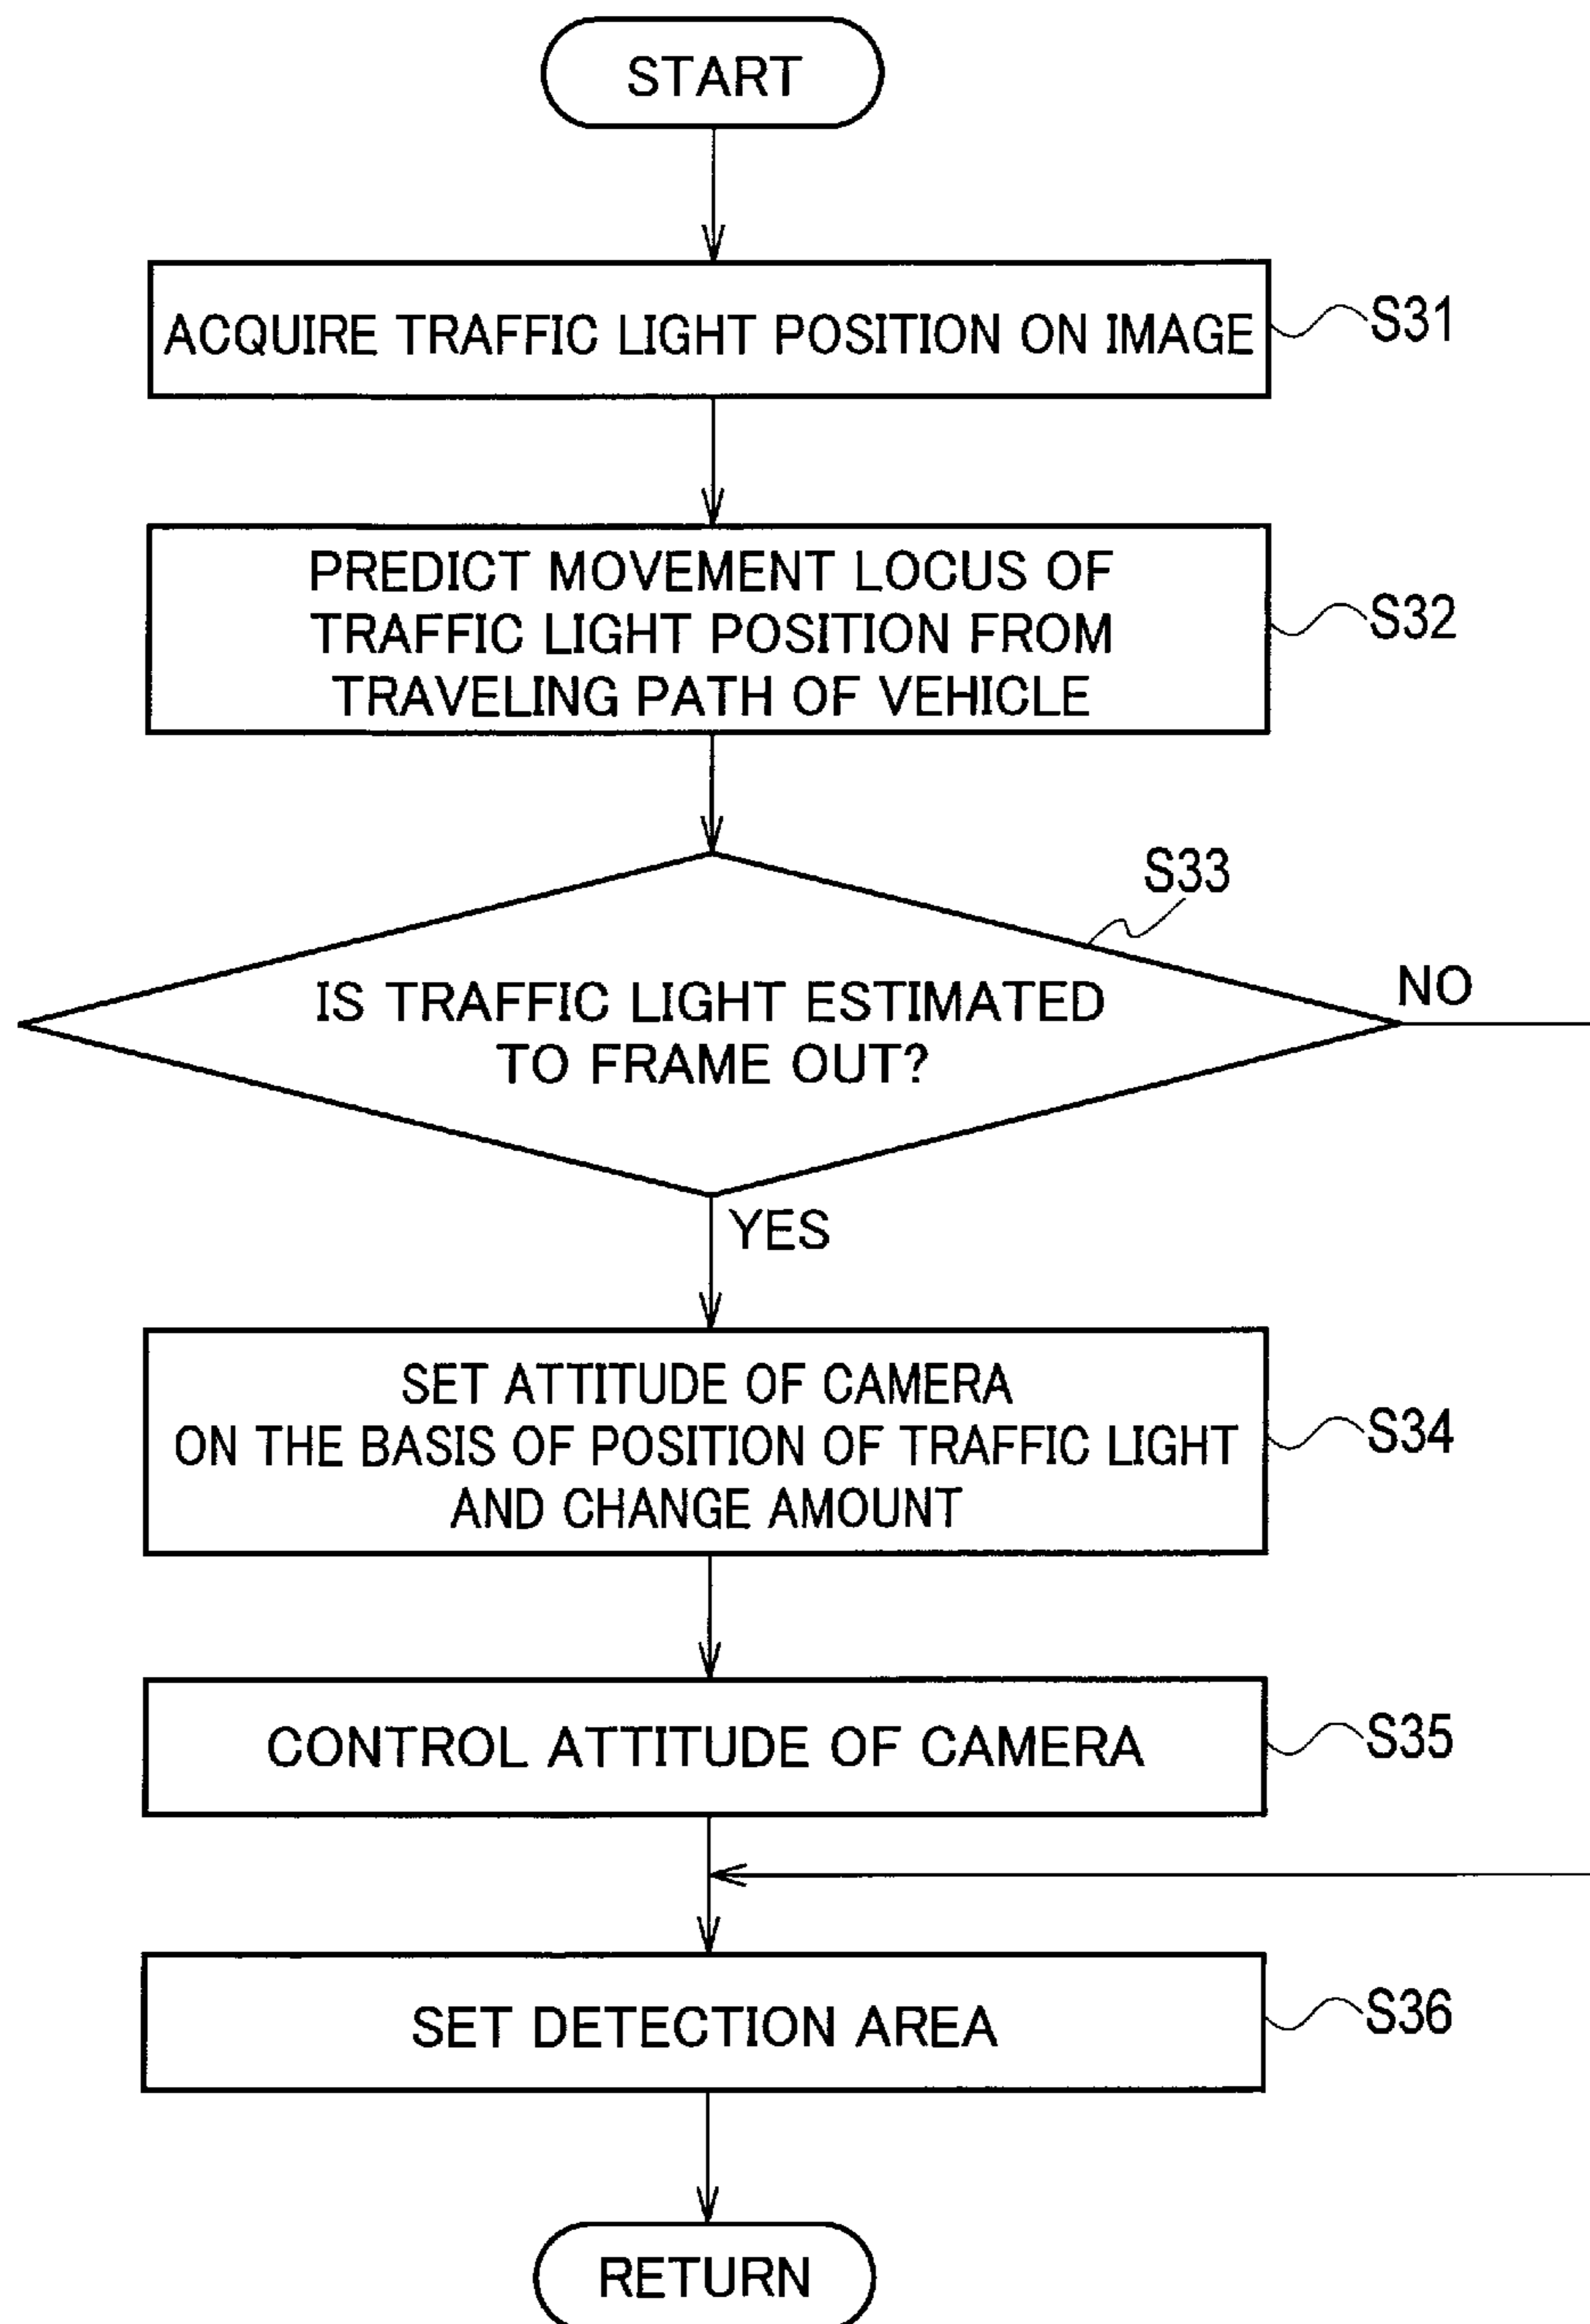 START
ACQUIRE TRAFFIC LIGHT POSITION ON IMAGE
S31
PREDICT MOVEMENT LOCUS OF
TRAFFIC LIGHT POSITION FROM
TRAVELING PATH OF VEHICLE
S32
S33
IS TRAFFIC LIGHT ESTIMATED
TO FRAME OUT?
NO
YES
SET ATTITUDE OF CAMERA
ON THE BASIS OF POSITION OF TRAFFIC LIGHT
AND CHANGE AMOUNT
S34
CONTROL ATTITUDE OF CAMERA
S35
SET DETECTION AREA
S36
RETURN